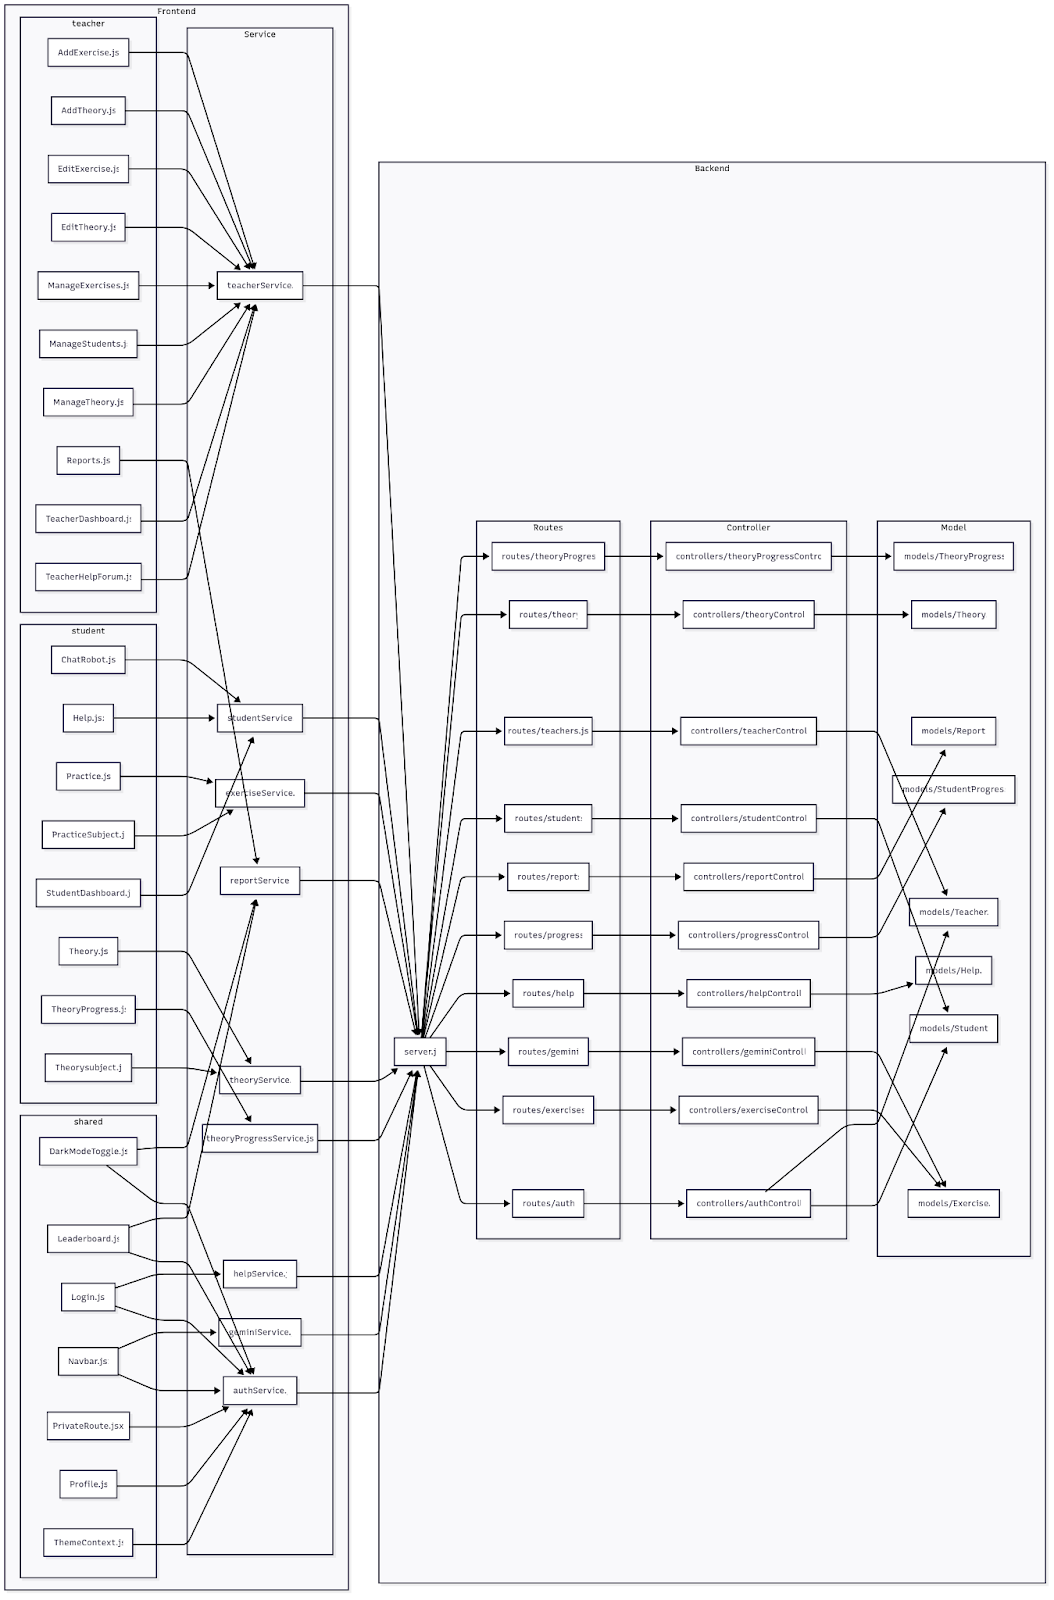 Frontend
teacher
AddExercise.js
AddTheory.js
EditExercise.js
EditTheory.js
ManageExercises.js
ManageStudents.j
ManageTheory.js
Reports.js
TeacherDashboard.js
TeacherHelpForum.js
student
ChatRobot.js
Help.js
Practice.js
PracticeSubject.j
StudentDashboard.j
Theory.js
TheoryProgress.js
Theorysubject.j
shared
DarkModeToggle.js
Leaderboard.js
Login.js
Navbar.js
PrivateRoute.jsx
Profile.js
ThemeContext.js
Service
teacherService.
studentService
exerciseService.
reportService
theoryService.
theoryProgressService.js
helpService.
geminiService.
authService.
Backend
server.j
Routes
routes/theoryProgres
routes/theory
routes/teachers.js
routes/students
routes/reports
routes/progress
routes/help
routes/gemini
routes/exercises
routes/auth
Controller
controllers/theoryProgressContro
controllers/theoryControl
controllers/teacherControl
controllers/studentControl
controllers/reportControl
controllers/progressControl
controllers/helpControll
controllers/geminiControll
controllers/exerciseControl
controllers/authControll
Model
models/TheoryProgress
models/Theory
models/Report
models/StudentProgres
models/Teacher.
models/Help.
models/Student
models/Exercise.